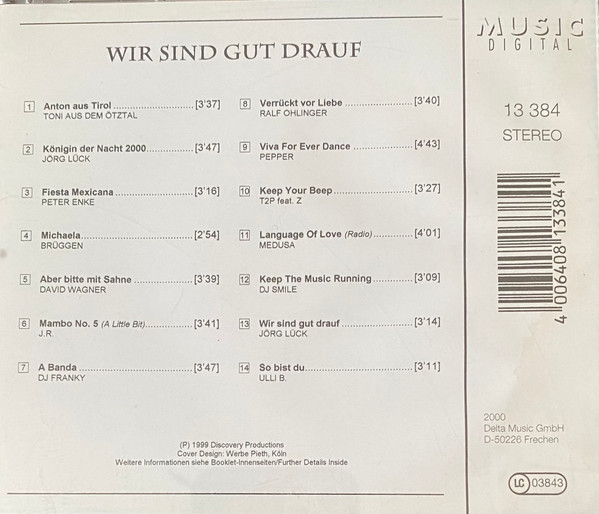 WIR SIND GUT DRAUF
1 Anton aus Tirol ............................ [3'37]
TONI AUS DEM ÖTZTAL
2 Königin der Nacht 2000 ................. [3'47]
JÖRG LÜCK
3 Fiesta Mexicana ........................... [3'16]
PETER ENKE
4 Michaela ....................................... [2'54]
BRÜGGEN
5 Aber bitte mit Sahne ..................... [3'39]
DAVID WAGNER
6 Mambo No. 5 (A Little Bit) ................ [3'41]
J.R.
7 A Banda ........................................ [3'47]
DJ FRANKY
8 Verrückt vor Liebe ........................ [3'40]
RALF OHLINGER
9 Viva For Ever Dance ..................... [4'43]
PEPPER
10 Keep Your Beep ............................ [3'27]
T2P feat. Z
11 Language Of Love (Radio) .............. [4'01]
MEDUSA
12 Keep The Music Running .............. [3'09]
DJ SMILE
13 Wir sind gut drauf ......................... [3'14]
JÖRG LÜCK
14 So bist du ...................................... [3'11]
ULLI B.
(P) 1999 Discovery Productions
Cover Design: Werbe Pieth, Köln
Weitere Informationen siehe Booklet-Innenseiten/Further Details Inside
MUSIC
DIGITAL
13 384
STEREO
4 006408 133841
2000
Delta Music GmbH
D-50226 Frechen
LC 03843